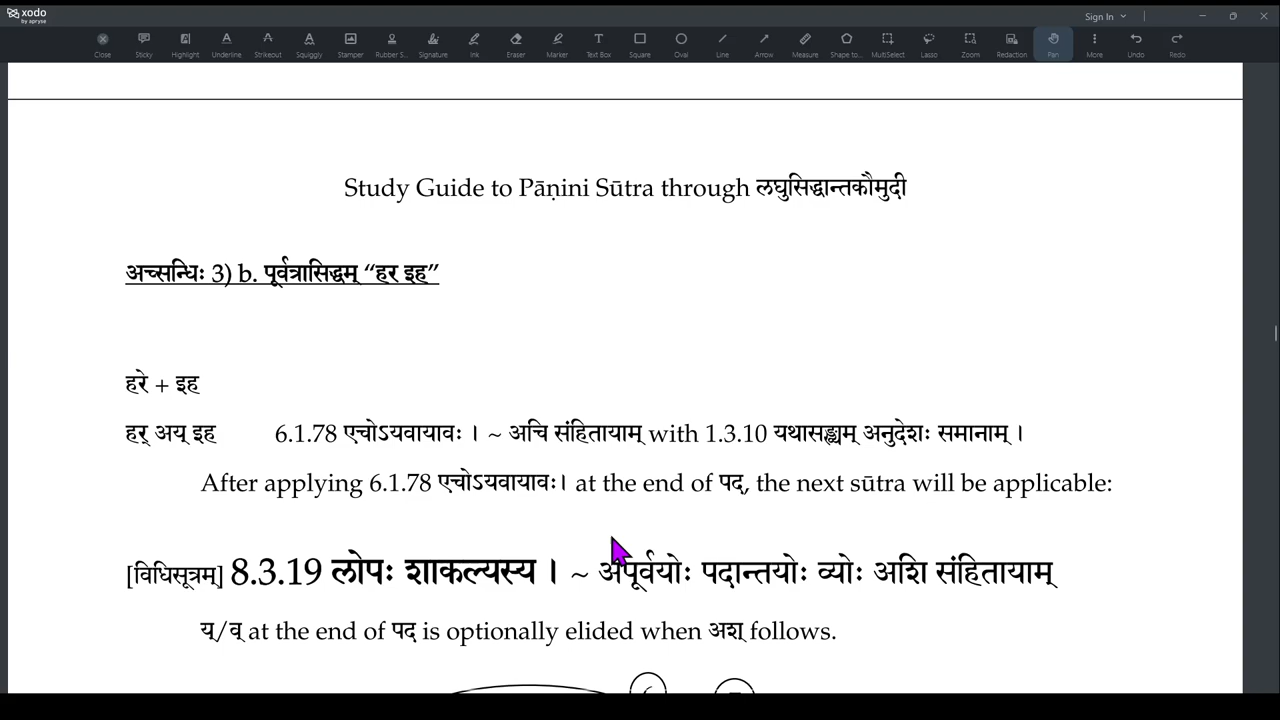 xodo
by apryse
Sign In
Close Sticky Highlight Underline Strikeout Squiggly Stamper Rubber S... Signature Ink Eraser Marker Text Box Square Oval Line Arrow Measure Shape to... MultiSelect Lasso Zoom Redaction Pan More Undo Redo
Study Guide to Pāṇini Sūtra through लघुसिद्धान्तकौमुदी
अच्सन्धिः 3) b. पूर्वत्रासिद्धम् “हर इह”
हरे + इह
हर् अय् इह 6.1.78 एचोऽयवायावः । ~ अचि संहितायाम् with 1.3.10 यथासङ्ख्यम् अनुदेशः समानाम् ।
After applying 6.1.78 एचोऽयवायावः। at the end of पद, the next sūtra will be applicable:
[विधिसूत्रम्] 8.3.19 लोपः शाकल्यस्य । ~ अपूर्वयोः पदान्तयोः व्योः अशि संहितायाम्
य्/व् at the end of पद is optionally elided when अश् follows.